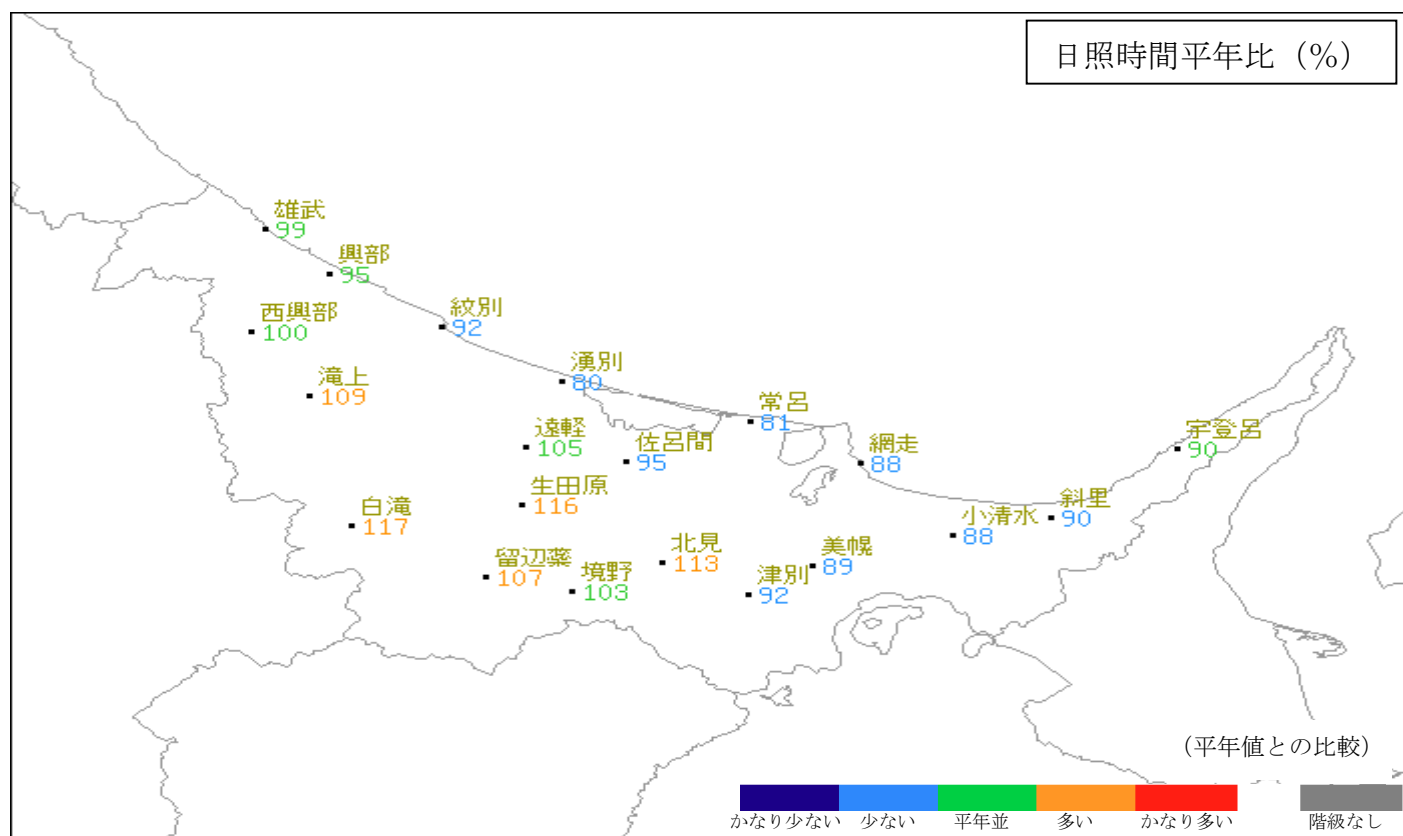 日照時間平年比（％）
雄武
99
興部
95
西興部
100
紋別
92
滝上
109
湧別
80
常呂
81
遠軽
105
佐呂間
95
網走
88
宇登呂
90
生田原
116
白滝
117
斜里
90
小清水
88
北見
113
美幌
89
留辺蘂
107
境野
103
津別
92
（平年値との比較）
かなり少ない 少ない 平年並 多い かなり多い 階級なし